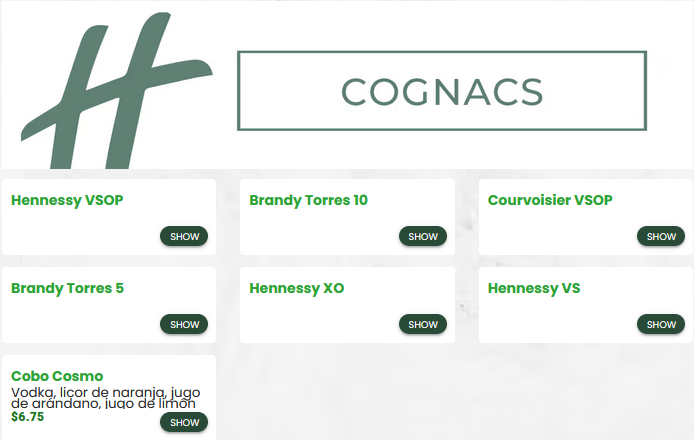 H
COGNACS
Hennessy VSOP
SHOW
Brandy Torres 10
SHOW
Courvoisier VSOP
SHOW
Brandy Torres 5
SHOW
Hennessy XO
SHOW
Hennessy VS
SHOW
Cobo Cosmo
Vodka, licor de naranja, jugo
de arándano, jugo de limón
$6.75
SHOW